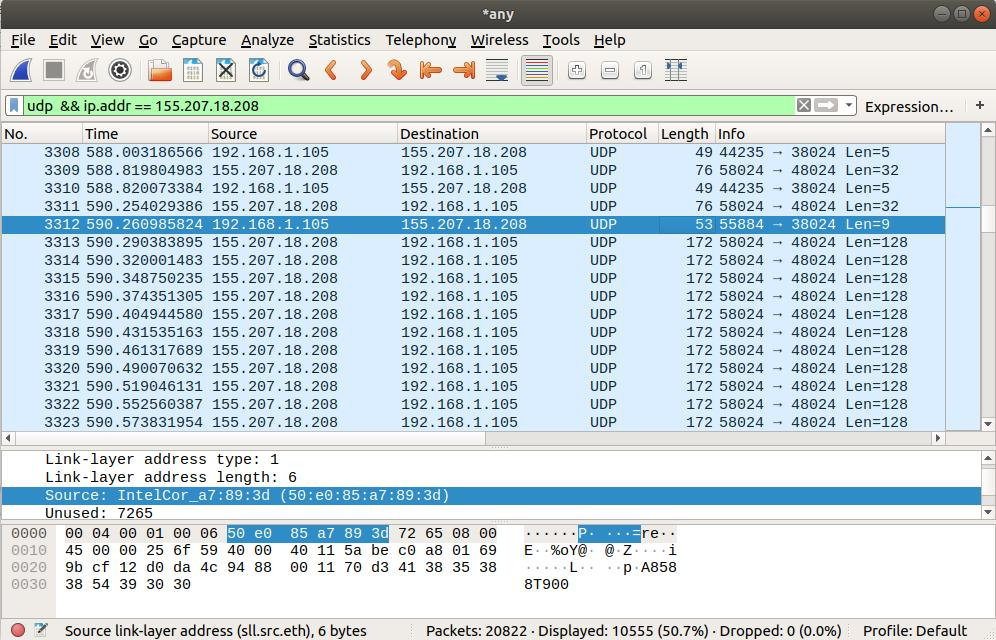 *any
File Edit View Go Capture Analyze Statistics Telephony Wireless Tools Help
udp && ip.addr == 155.207.18.208 Expression… +
No. Time Source Destination Protocol Length Info
3308 588.003186566 192.168.1.105 155.207.18.208 UDP 49 44235 → 38024 Len=5
3309 588.819804983 155.207.18.208 192.168.1.105 UDP 76 58024 → 48024 Len=32
3310 588.820073384 192.168.1.105 155.207.18.208 UDP 49 44235 → 38024 Len=5
3311 590.254029386 155.207.18.208 192.168.1.105 UDP 76 58024 → 48024 Len=32
3312 590.260985824 192.168.1.105 155.207.18.208 UDP 53 55884 → 38024 Len=9
3313 590.290383895 155.207.18.208 192.168.1.105 UDP 172 58024 → 48024 Len=128
3314 590.320001483 155.207.18.208 192.168.1.105 UDP 172 58024 → 48024 Len=128
3315 590.348750235 155.207.18.208 192.168.1.105 UDP 172 58024 → 48024 Len=128
3316 590.374351305 155.207.18.208 192.168.1.105 UDP 172 58024 → 48024 Len=128
3317 590.404944580 155.207.18.208 192.168.1.105 UDP 172 58024 → 48024 Len=128
3318 590.431535163 155.207.18.208 192.168.1.105 UDP 172 58024 → 48024 Len=128
3319 590.461317689 155.207.18.208 192.168.1.105 UDP 172 58024 → 48024 Len=128
3320 590.490070632 155.207.18.208 192.168.1.105 UDP 172 58024 → 48024 Len=128
3321 590.519046131 155.207.18.208 192.168.1.105 UDP 172 58024 → 48024 Len=128
3322 590.552560387 155.207.18.208 192.168.1.105 UDP 172 58024 → 48024 Len=128
3323 590.573831954 155.207.18.208 192.168.1.105 UDP 172 58024 → 48024 Len=128
Link-layer address type: 1
Link-layer address length: 6
Source: IntelCor_a7:89:3d (50:e0:85:a7:89:3d)
Unused: 7265
0000 00 04 00 01 00 06 50 e0 85 a7 89 3d 72 65 08 00 ······P· ···=re··
0010 45 00 00 25 6f 59 40 00 40 11 5a be c0 a8 01 69 E··%oY@· @·Z····i
0020 9b cf 12 d0 da 4c 94 88 00 11 70 d3 41 38 35 38 ·····L·· ··p·A858
0030 38 54 39 30 30 8T900
Source link-layer address (sll.src.eth), 6 bytes Packets: 20822 · Displayed: 10555 (50.7%) · Dropped: 0 (0.0%) Profile: Default